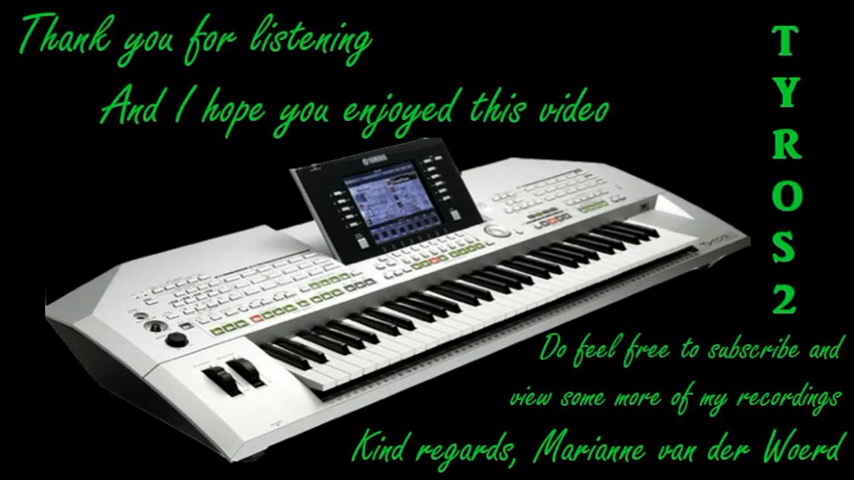 Thank you for listening
And I hope you enjoyed this video
TYROS2
YAMAHA
Do feel free to subscribe and
view some more of my recordings
Kind regards, Marianne van der Woerd